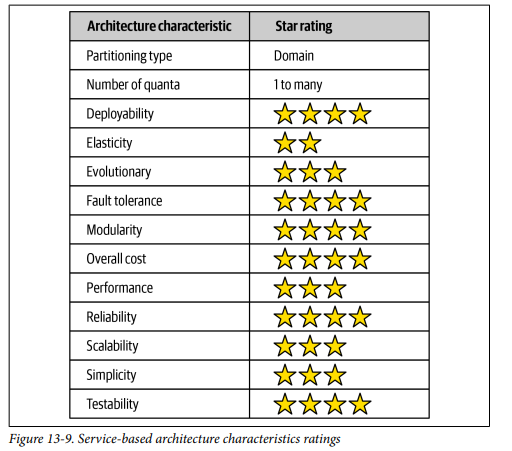 Architecture characteristic Star rating
Partitioning type Domain
Number of quanta 1 to many
Deployability
Elasticity
Evolutionary
Fault tolerance
Modularity
Overall cost
Performance
Reliability
Scalability
Simplicity
Testability
Figure 13-9. Service-based architecture characteristics ratings